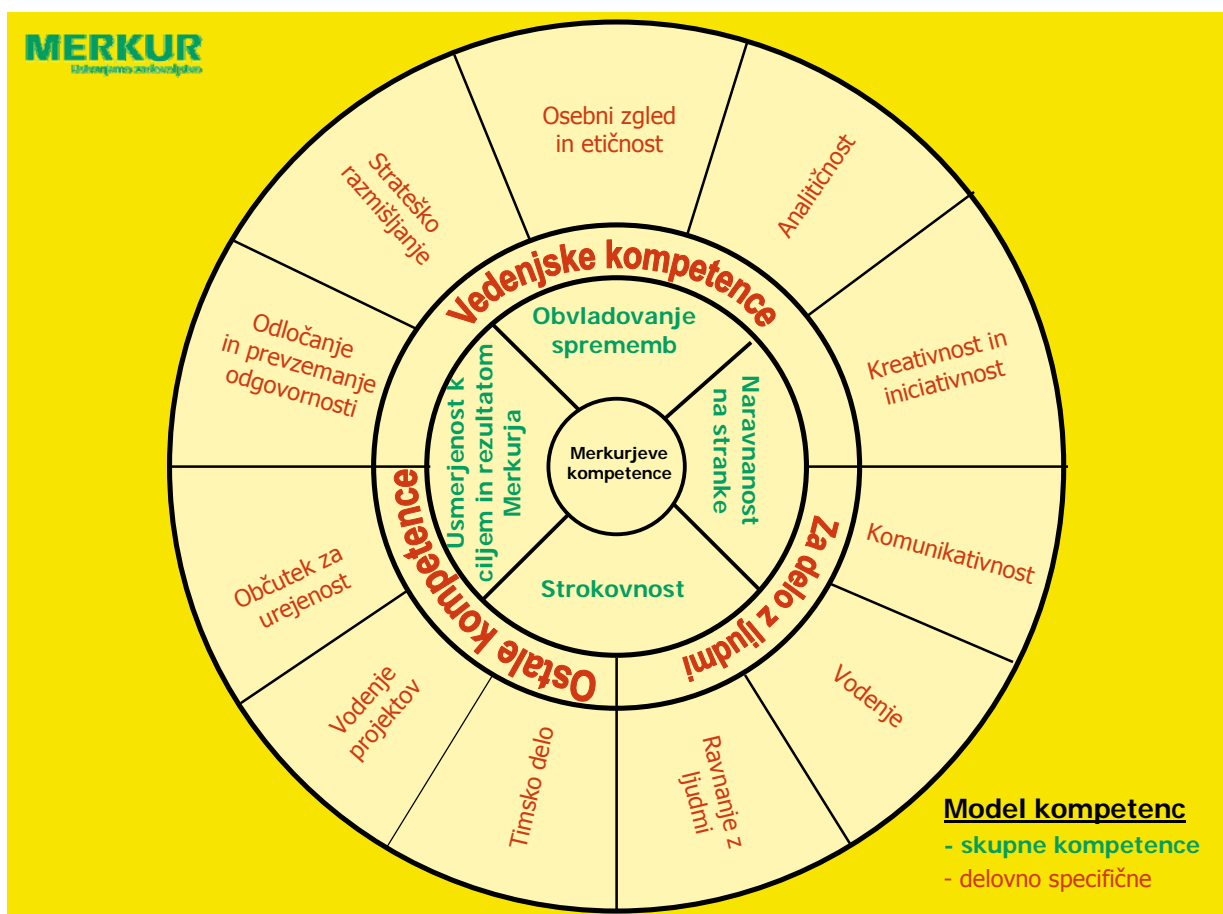 MERKUR
Ustvarjamo zadovoljstvo
Osebni zgled
in etičnost
Analitičnost
Kreativnost in
iniciativnost
Komunikativnost
Vodenje
Ravnanje z
ljudmi
Timsko delo
Vodenje
projektov
Občutek za
urejenost
Odločanje
in prevzemanje
odgovornosti
Strateško
razmišljanje
Vedenjske kompetence
Za delo z ljudmi
Ostale kompetence
Obvladovanje
sprememb
Naravnanost
na stranke
Strokovnost
Usmerjenost k
ciljem in rezultatom
Merkurja
Merkurjeve
kompetence
Model kompetenc
- skupne kompetence
- delovno specifične